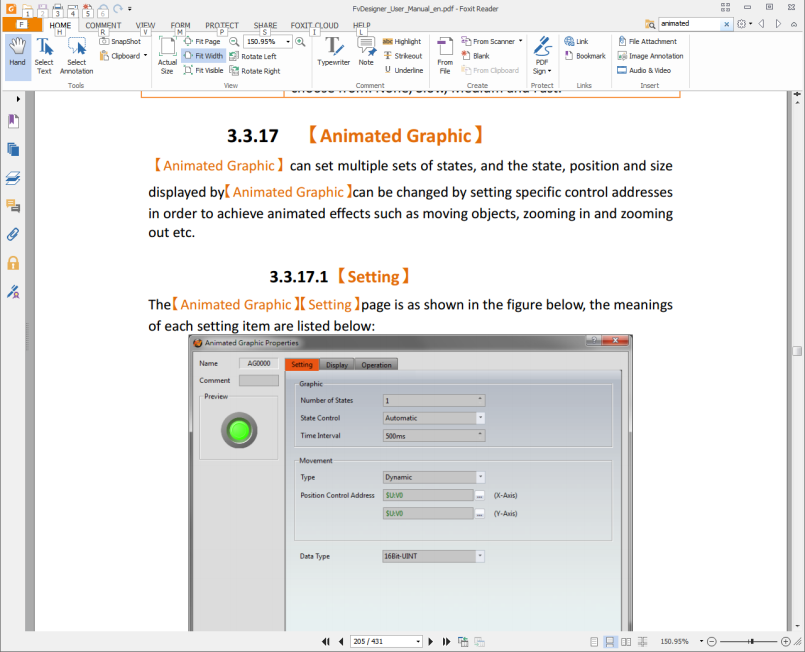 FvDesigner_User_Manual_en.pdf - Foxit Reader
1 2 3 4 5 6
F HOME COMMENT VIEW FORM PROTECT SHARE FOXIT CLOUD HELP
animated
H R V M P S I L
Hand
Select
Text
Select
Annotation
SnapShot
Clipboard
Tools
Actual
Size
Fit Page
Fit Width
Fit Visible
150.95%
Rotate Left
Rotate Right
View
Typewriter
Note
Highlight
Strikeout
Underline
Comment
From
File
From Scanner
Blank
From Clipboard
Create
PDF
Sign
Protect
Link
Bookmark
Links
File Attachment
Image Annotation
Audio & Video
Insert
choose from: None, Slow, Medium and Fast.
3.3.17 【Animated Graphic】
【Animated Graphic】 can set multiple sets of states, and the state, position and size
displayed by【Animated Graphic】can be changed by setting specific control addresses
in order to achieve animated effects such as moving objects, zooming in and zooming
out etc.
3.3.17.1 【Setting】
The【Animated Graphic】【Setting】page is as shown in the figure below, the meanings
of each setting item are listed below:
Animated Graphic Properties
Name AG0000
Comment
Preview
Setting Display Operation
Graphic
Number of States 1
State Control Automatic
Time Interval 500ms
Movement
Type Dynamic
Position Control Address $U:V0 ... (X-Axis)
$U:V0 ... (Y-Axis)
Data Type 16Bit-UINT
205 / 431
150.95%